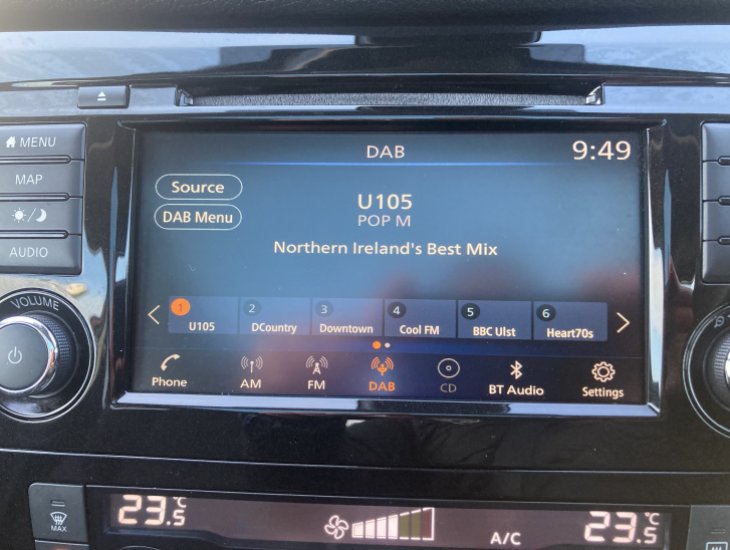 DAB
9:49
MENU
MAP
AUDIO
VOLUME
Source
DAB Menu
U105
POP M
Northern Ireland's Best Mix
1 2 3 4 5 6
U105 DCountry Downtown Cool FM BBC Ulst Heart70s
Phone AM FM DAB CD BT Audio Settings
MAX
23.5°C
A/C
23.5°C